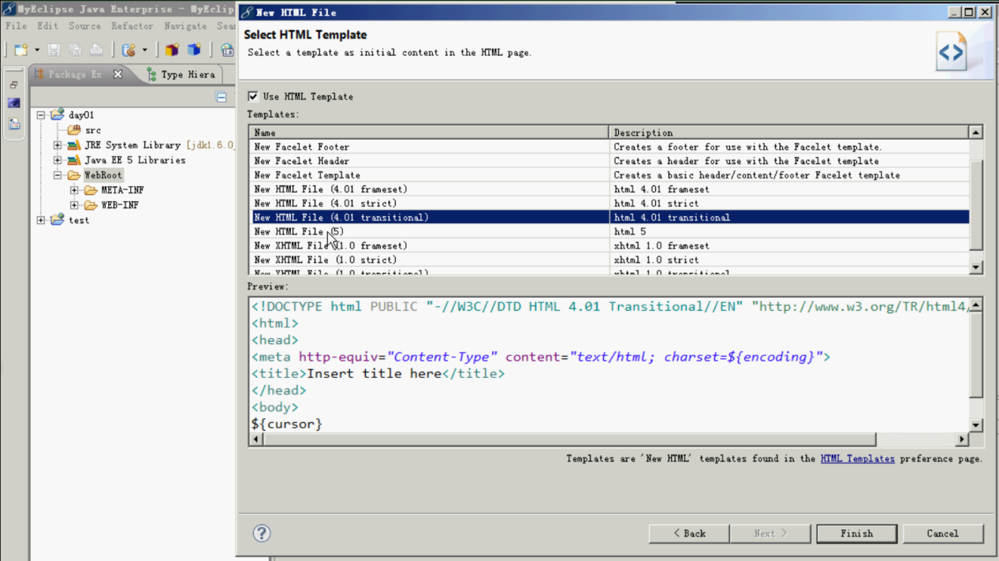 MyEclipse Java Enterprise - MyEclip
File Edit Source Refactor Navigate Sea
Package Ex
Type Hiera
day01
src
JRE System Library [jdk1.6.0_
Java EE 5 Libraries
WebRoot
META-INF
WEB-INF
test
New HTML File
Select HTML Template
Select a template as initial content in the HTML page.
Use HTML Template
Templates:
Name Description
New Facelet Footer Creates a footer for use with the Facelet template.
New Facelet Header Creates a header for use with the Facelet template
New Facelet Template Creates a basic header/content/footer Facelet template
New HTML File (4.01 frameset) html 4.01 frameset
New HTML File (4.01 strict) html 4.01 strict
New HTML File (4.01 transitional) html 4.01 transitional
New HTML File (5) html 5
New XHTML File (1.0 frameset) xhtml 1.0 frameset
New XHTML File (1.0 strict) xhtml 1.0 strict
New XHTML File (1.0 transitional) xhtml 1.0 transitional
Preview:
<!DOCTYPE html PUBLIC "-//W3C//DTD HTML 4.01 Transitional//EN" "http://www.w3.org/TR/html4/
<html>
<head>
<meta http-equiv="Content-Type" content="text/html; charset=${encoding}">
<title>Insert title here</title>
</head>
<body>
${cursor}
Templates are 'New HTML' templates found in the HTML Templates preference page.
< Back
Next >
Finish
Cancel